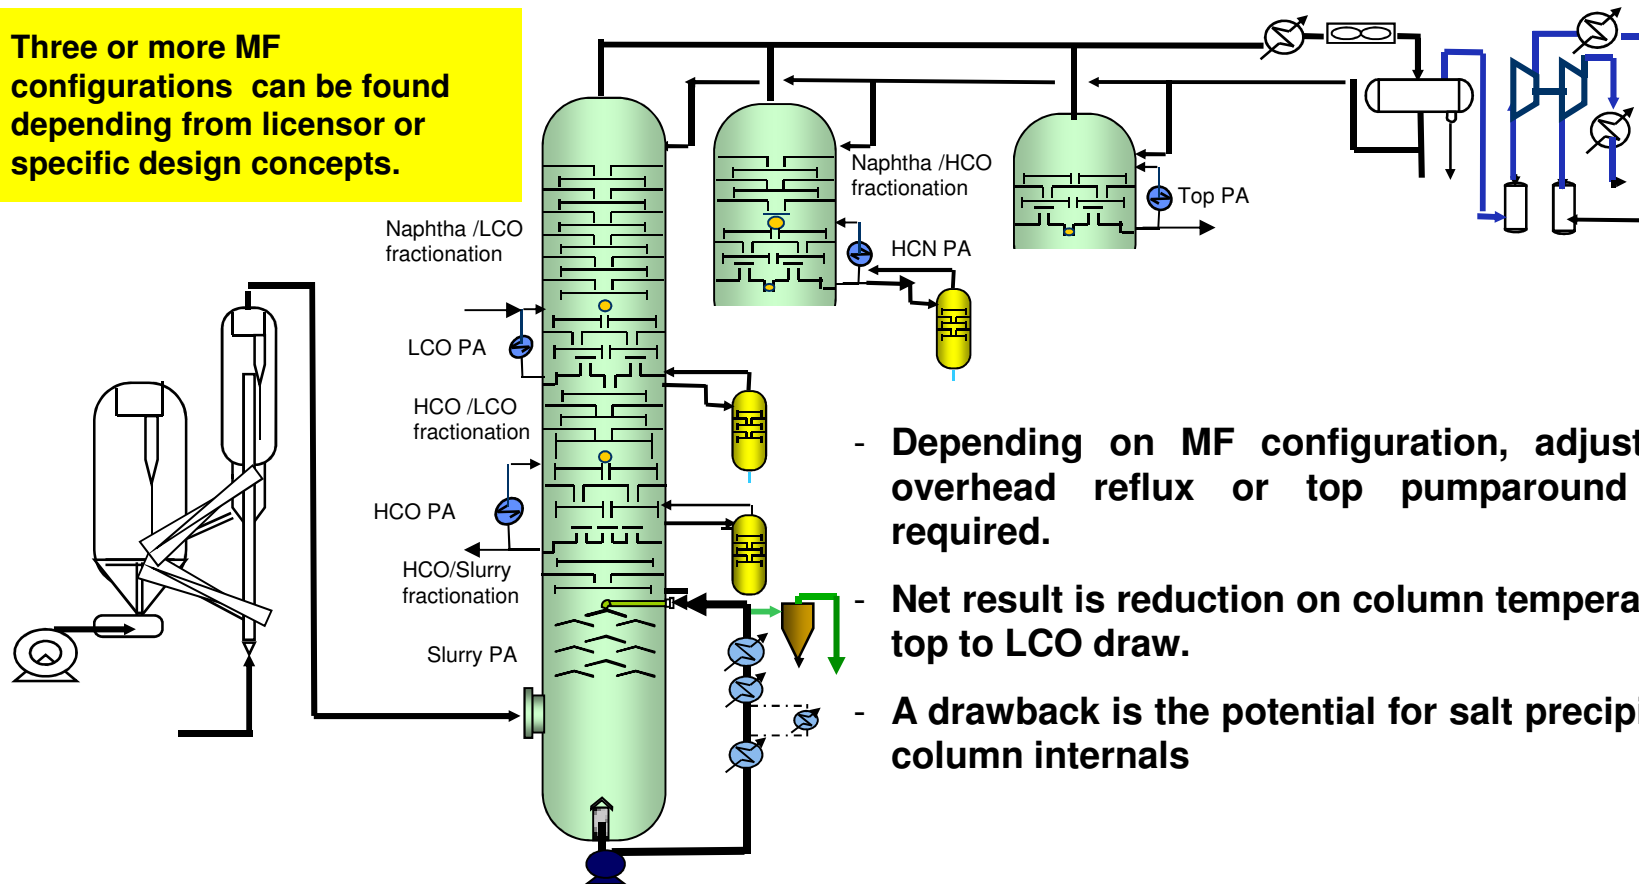 Three or more MF
configurations can be found
depending from licensor or
specific design concepts.
Naphtha /HCO
fractionation
Top PA
Naphtha /LCO
fractionation
HCN PA
LCO PA
HCO /LCO
fractionation
- Depending on MF configuration, adjust
overhead reflux or top pumparound
required.
HCO PA
HCO/Slurry
fractionation
- Net result is reduction on column
top to LCO draw.
Slurry PA
- A drawback is the potential for salt
column internals